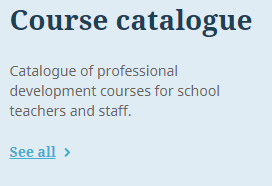 Course catalogue
Catalogue of professional
development courses for school
teachers and staff.
See all